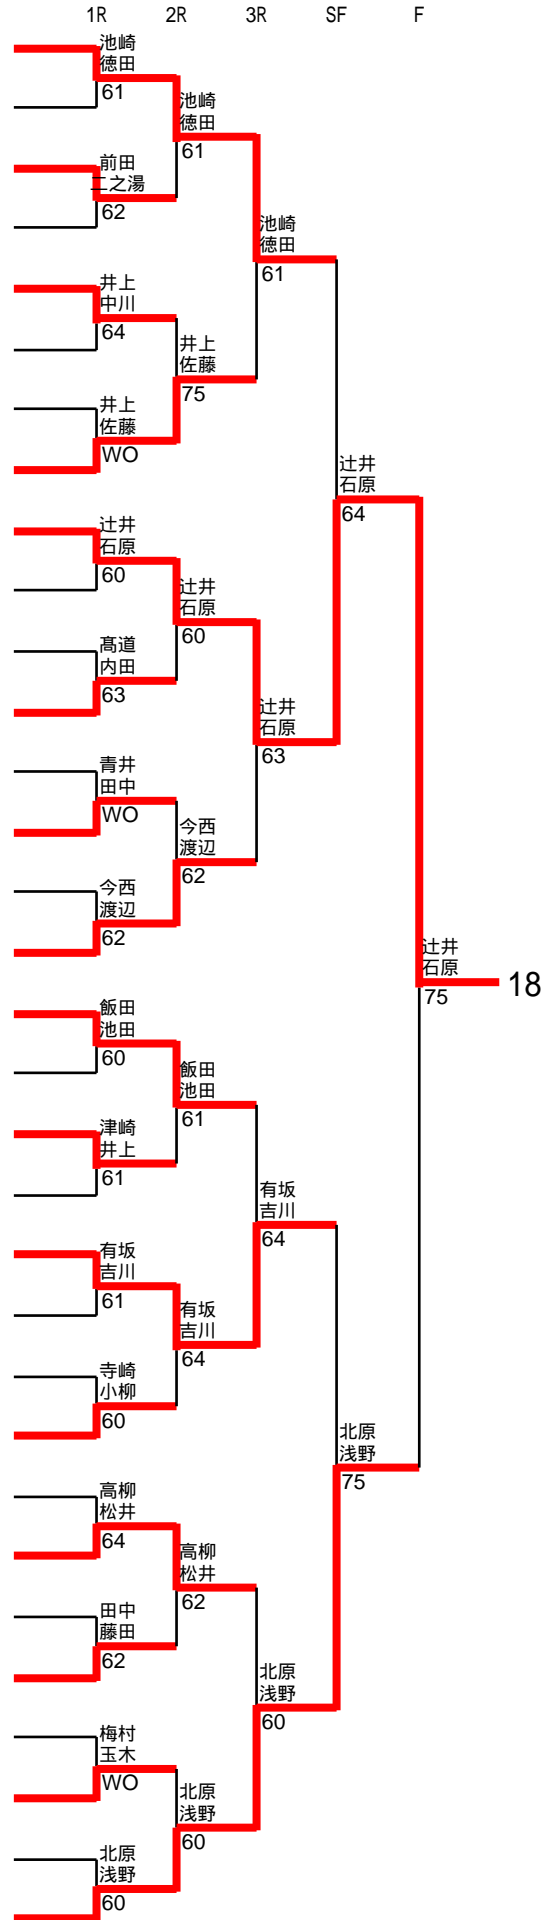 1R 2R 3R SF F
池崎
徳田
61
池崎
徳田
61
前田
二之湯
62
池崎
徳田
61
井上
中川
64
井上
佐藤
75
井上
佐藤
WO
辻井
石原
64
辻井
石原
60
辻井
石原
60
髙道
内田
63
辻井
石原
63
青井
田中
WO
今西
渡辺
62
今西
渡辺
62
辻井
石原
75
18
飯田
池田
60
飯田
池田
61
津崎
井上
61
有坂
吉川
64
有坂
吉川
61
有坂
吉川
64
寺崎
小柳
60
北原
浅野
75
高柳
松井
64
高柳
松井
62
田中
藤田
62
北原
浅野
60
梅村
玉木
WO
北原
浅野
60
北原
浅野
60